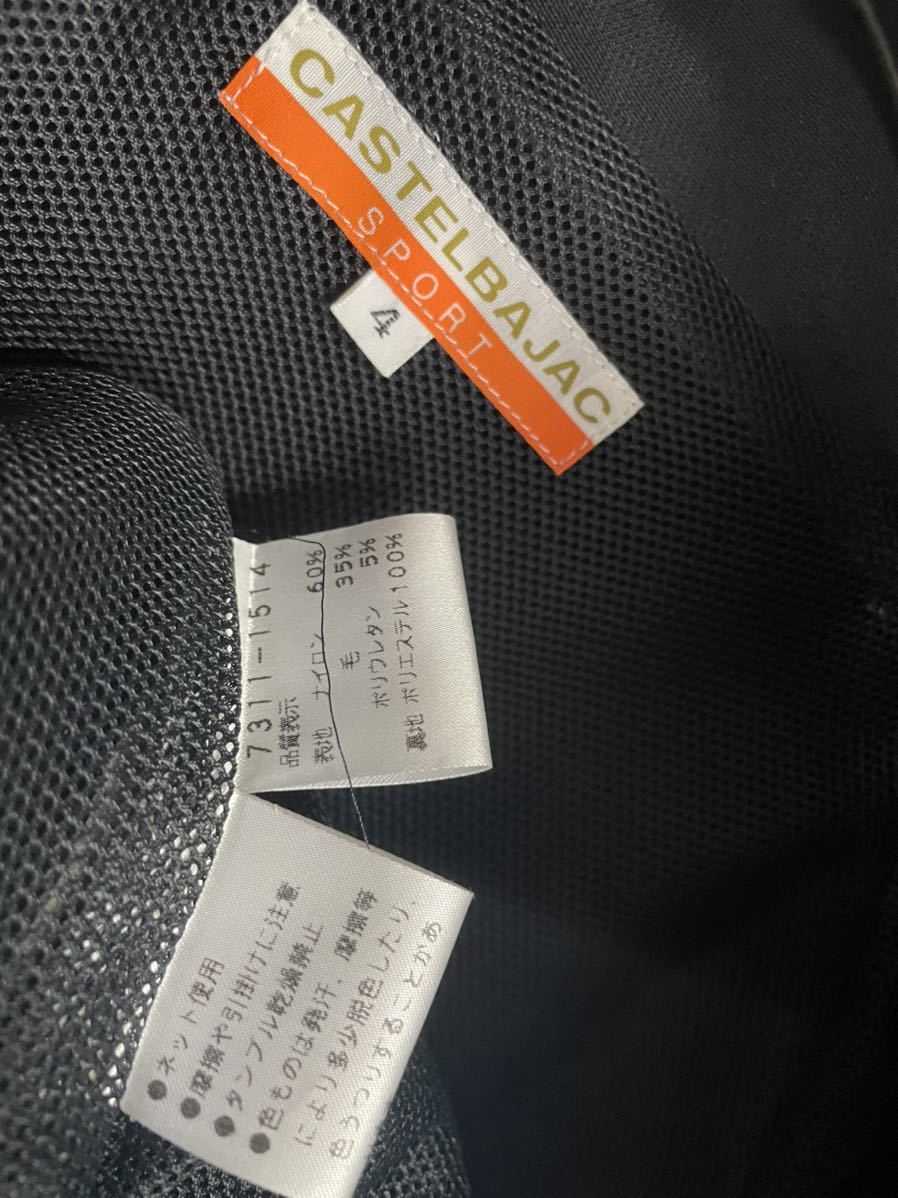 CASTELBAJAC
SPORT
4
7311-1514
品質表示
表地 ナイロン 60%
毛 35%
ポリウレタン 5%
裏地 ポリエステル 100%
●ネット使用
●摩擦や引掛けに注意
●タンブル乾燥禁止
●色ものは発汗、摩擦等
により多少脱色したり、
色うつりすることがあ